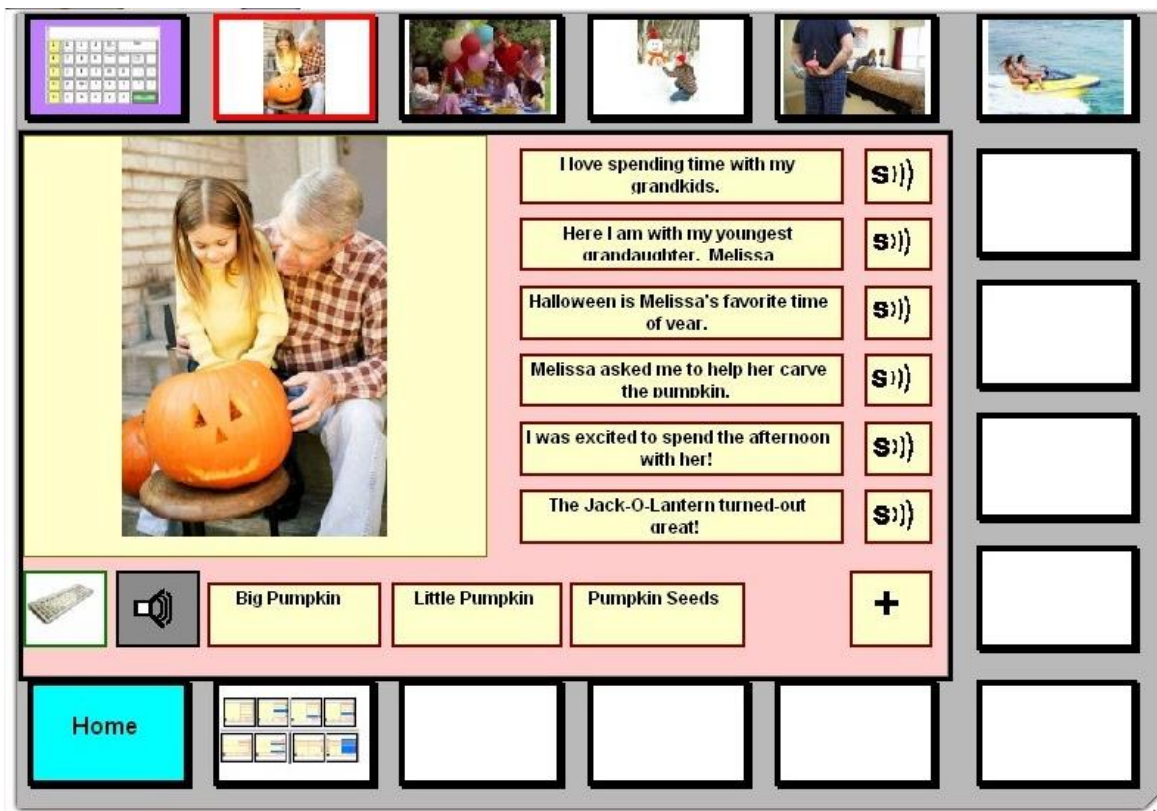 I love spending time with my
grandkids.
S
Here I am with my youngest
grandaughter. Melissa
S
Halloween is Melissa's favorite time
of year.
S
Melissa asked me to help her carve
the pumpkin.
S
I was excited to spend the afternoon
with her!
S
The Jack-O-Lantern turned-out
great!
S
Big Pumpkin
Little Pumpkin
Pumpkin Seeds
+
Home